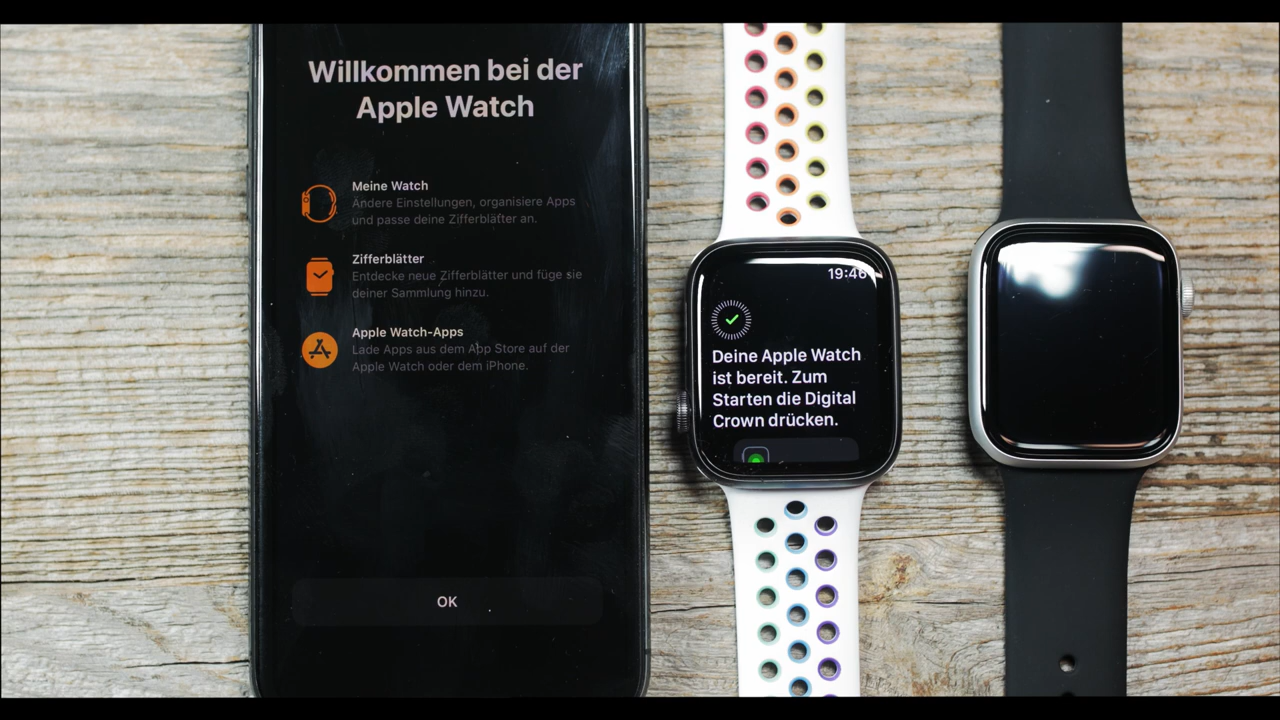 Willkommen bei der
Apple Watch
Meine Watch
Ändere Einstellungen, organisiere Apps
und passe deine Zifferblätter an.
Zifferblätter
Entdecke neue Zifferblätter und füge sie
deiner Sammlung hinzu.
Apple Watch-Apps
Lade Apps aus dem App Store auf der
Apple Watch oder dem iPhone.
OK
19:46
Deine Apple Watch
ist bereit. Zum
Starten die Digital
Crown drücken.